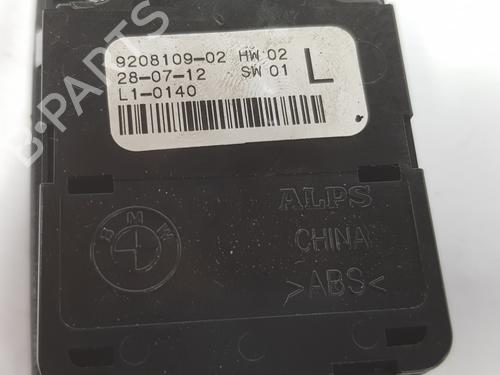 9208109-02 HW 02
28-07-12 SW 01 L
L1-0140
BMW
ALPS
CHINA
>ABS<
B-PARTS